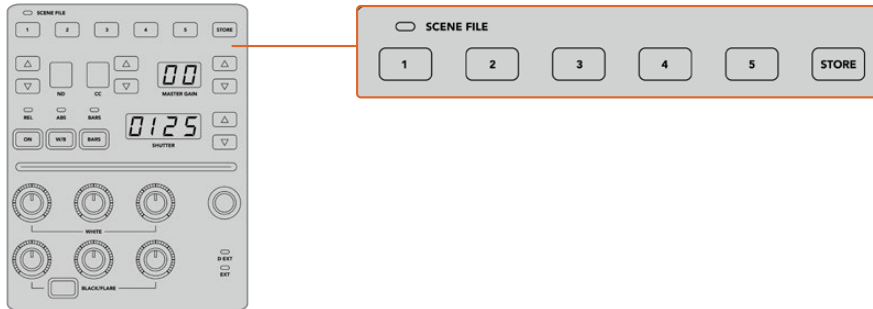 SCENE FILE
1 2 3 4 5 STORE
ND CC MASTER GAIN
00
REL ABS BARS
ON W/B BARS
0125
SHUTTER
WHITE
D-EXT
EXT
BLACK/FLARE
SCENE FILE
1 2 3 4 5 STORE